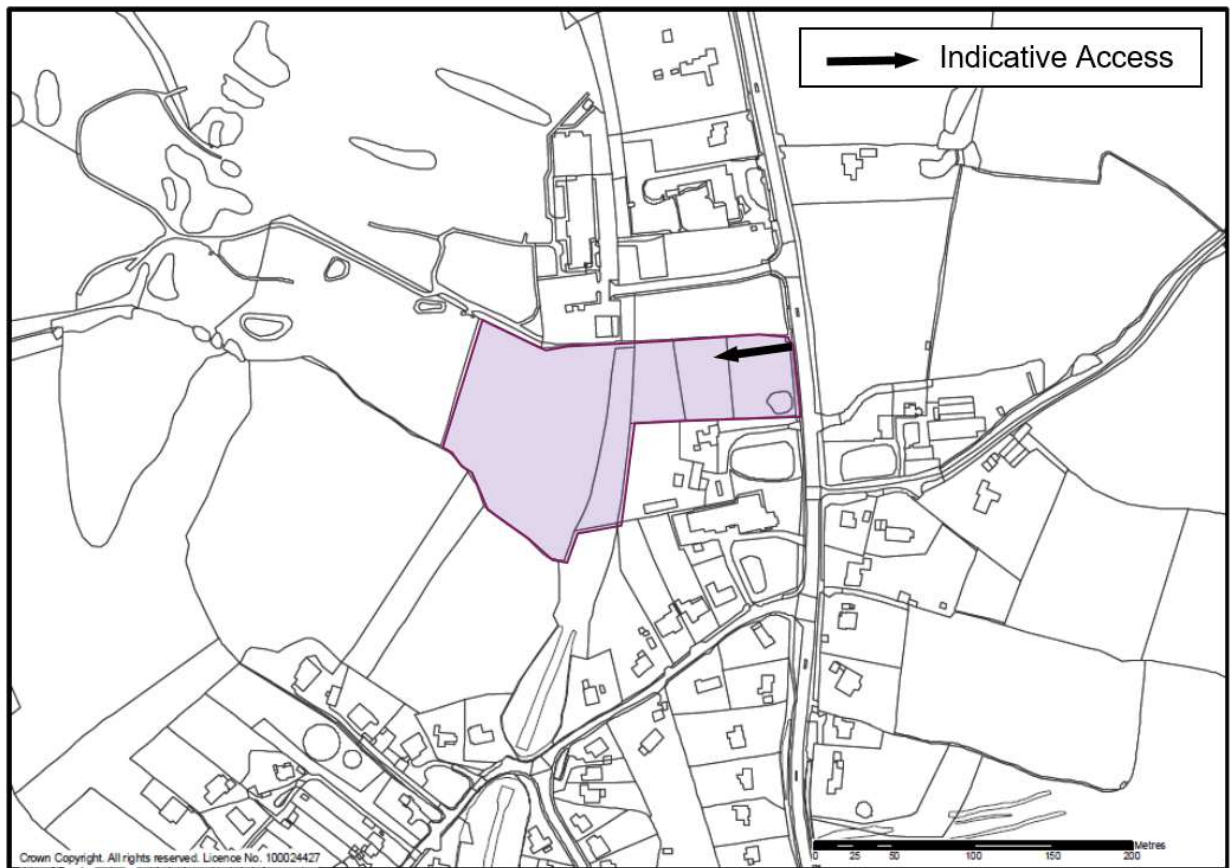 Indicative Access
Crown Copyright. All rights reserved. Licence No. 100024427
Metres
0 25 50 100 150 200